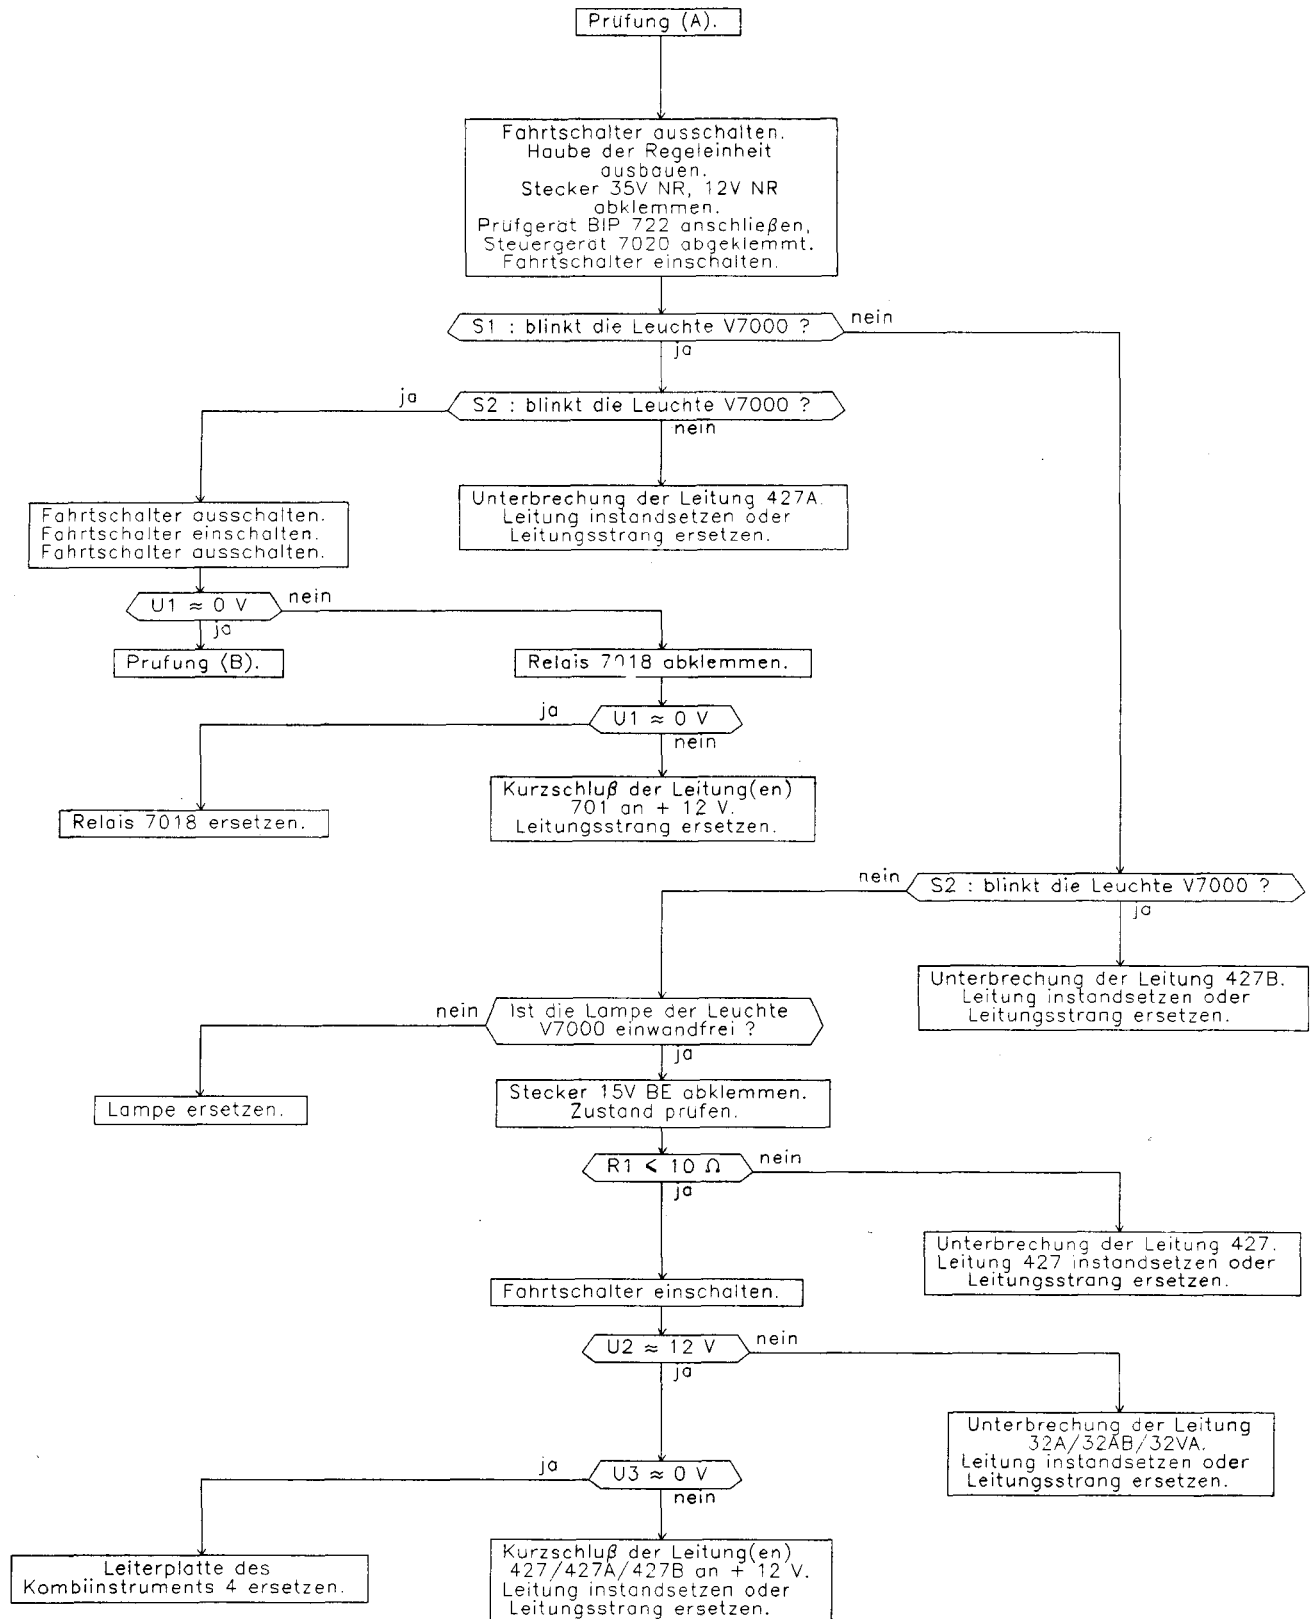 Prüfung (A).
Fahrtschalter ausschalten.
Haube der Regeleinheit
ausbauen.
Stecker 35V NR, 12V NR
abklemmen.
Prüfgerät BIP 722 anschließen,
Steuergerät 7020 abgeklemmt.
Fahrtschalter einschalten.
S1 : blinkt die Leuchte V7000 ?
nein
ja
S2 : blinkt die Leuchte V7000 ?
ja
nein
Unterbrechung der Leitung 427A.
Leitung instandsetzen oder
Leitungsstrang ersetzen.
Fahrtschalter ausschalten.
Fahrtschalter einschalten.
Fahrtschalter ausschalten.
U1 ≈ 0 V
nein
ja
Prufung (B).
Relais 7018 abklemmen.
U1 ≈ 0 V
ja
nein
Relais 7018 ersetzen.
Kurzschluß der Leitung(en)
701 an + 12 V.
Leitungsstrang ersetzen.
S2 : blinkt die Leuchte V7000 ?
nein
ja
Unterbrechung der Leitung 427B.
Leitung instandsetzen oder
Leitungsstrang ersetzen.
Ist die Lampe der Leuchte
V7000 einwandfrei ?
nein
ja
Lampe ersetzen.
Stecker 15V BE abklemmen.
Zustand prüfen.
R1 < 10 Ω
nein
ja
Unterbrechung der Leitung 427.
Leitung 427 instandsetzen oder
Leitungsstrang ersetzen.
Fahrtschalter einschalten.
U2 ≈ 12 V
nein
ja
Unterbrechung der Leitung
32A/32AB/32VA.
Leitung instandsetzen oder
Leitungsstrang ersetzen.
U3 ≈ 0 V
ja
nein
Leiterplatte des
Kombiinstruments 4 ersetzen.
Kurzschluß der Leitung(en)
427/427A/427B an + 12 V.
Leitung instandsetzen oder
Leitungsstrang ersetzen.